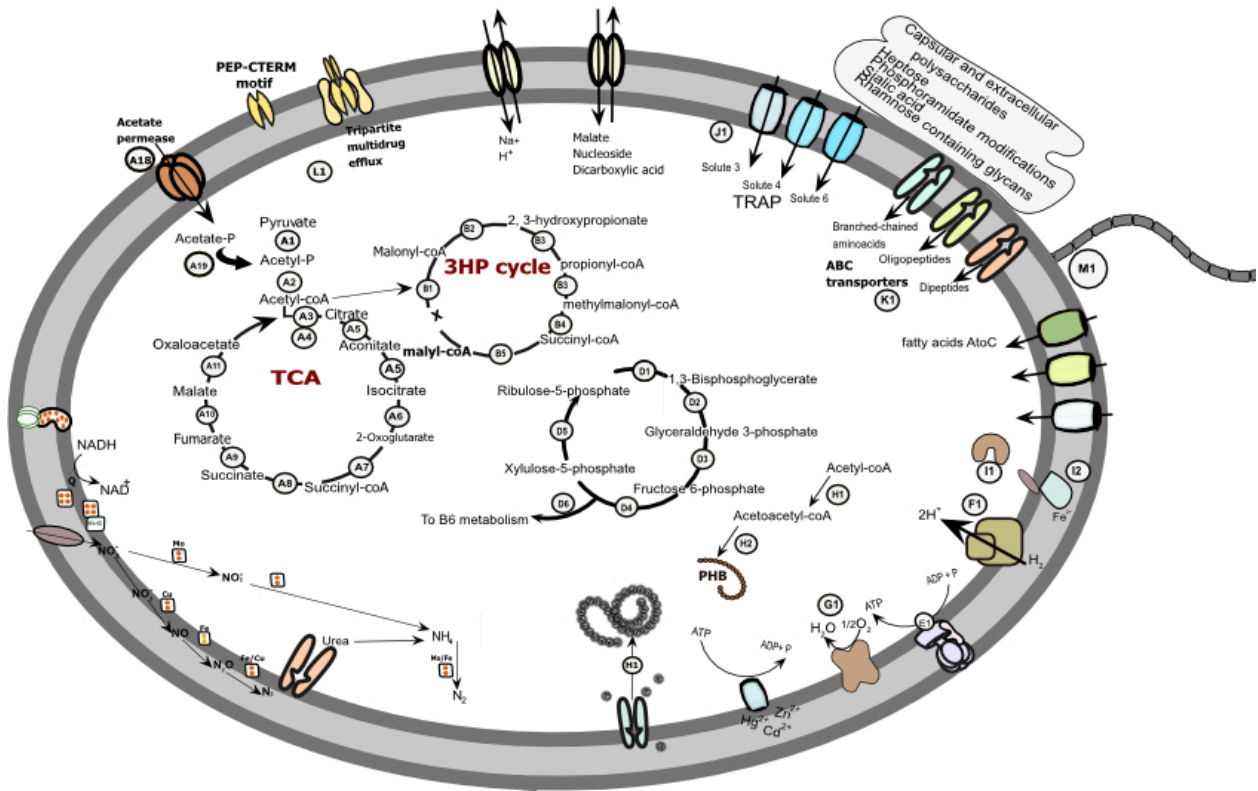 PEP-CTERM
motif
Acetate
permease
A18
Tripartite
multidrug
efflux
L1
Na+
H+
Malate
Nucleoside
Dicarboxylic acid
J1
Solute 3
Solute 4
Solute 6
TRAP
Capsular and extracellular
polysaccharides
Heptose
Phosphoramidate modifications
Sialic acid
Rhamnose containing glycans
Branched-chained
aminoacids
Oligopeptides
Dipeptides
ABC
transporters
K1
M1
fatty acids AtoC
Acetate-P
A19
Pyruvate
A1
Acetyl-P
A2
Acetyl-coA
A3
A4
Citrate
A5
Aconitate
A5
Isocitrate
A6
2-Oxoglutarate
A7
Succinyl-coA
A8
Succinate
A9
Fumarate
A10
Malate
A11
Oxaloacetate
TCA
3HP cycle
Malonyl-coA
B2
2, 3-hydroxypropionate
B3
propionyl-coA
B3
methylmalonyl-coA
B4
Succinyl-coA
B5
malyl-coA
X
B1
D1
1,3-Bisphosphoglycerate
D2
Glyceraldehyde 3-phosphate
D3
Fructose 6-phosphate
D4
D6
To B6 metabolism
Xylulose-5-phosphate
D5
Ribulose-5-phosphate
Acetyl-coA
H1
Acetoacetyl-coA
H2
PHB
I1
I2
Fe
F1
2H+
H2
ADP + P
ATP
E1
G1
H2O
1/2O2
ATP
ADP+ P
Hg2+
Zn2+
Cd2+
H1
NADH
NAD+
Q
Mo
Cu
NO
Fe
N2O
Fe/Cu
N2
Urea
NH4
Mo/Fe
N2